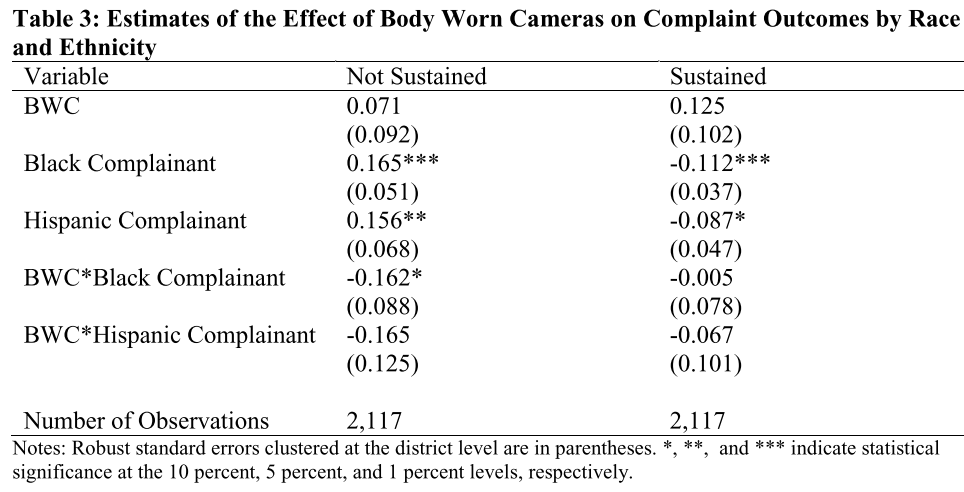 Table 3: Estimates of the Effect of Body Worn Cameras on Complaint Outcomes by Race
and Ethnicity
Variable Not Sustained Sustained
BWC 0.071 0.125
(0.092) (0.102)
Black Complainant 0.165*** -0.112***
(0.051) (0.037)
Hispanic Complainant 0.156** -0.087*
(0.068) (0.047)
BWC*Black Complainant -0.162* -0.005
(0.088) (0.078)
BWC*Hispanic Complainant -0.165 -0.067
(0.125) (0.101)
Number of Observations 2,117 2,117
Notes: Robust standard errors clustered at the district level are in parentheses. *, **, and *** indicate statistical
significance at the 10 percent, 5 percent, and 1 percent levels, respectively.